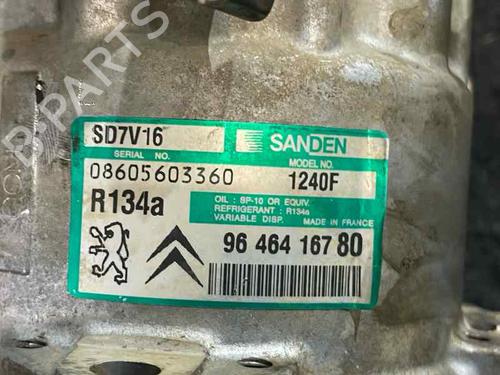 B-PARTS
SD7V16
SANDEN
SERIAL NO.
MODEL NO.
08605603360
1240F
R134a
OIL : SP-10 OR EQUIV.
REFRIGERANT : R134a
VARIABLE DISP. MADE IN FRANCE
96 464 167 80